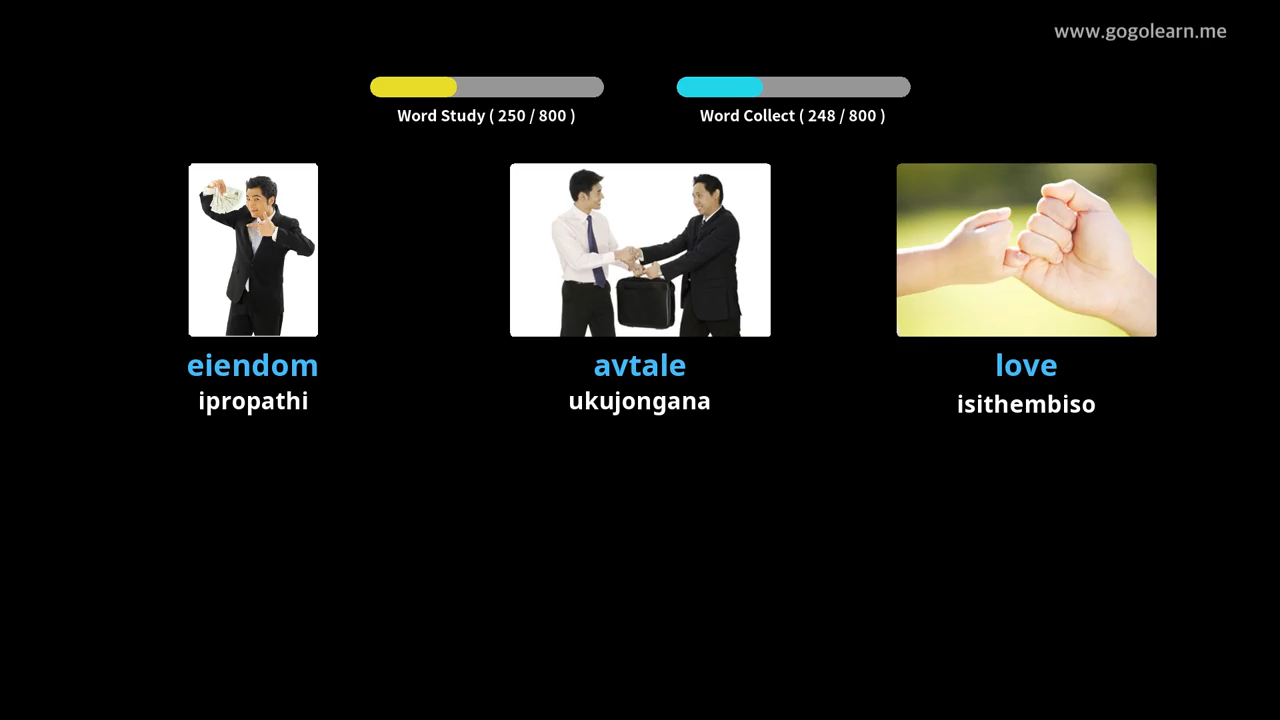 www.gogolearn.me
Word Study ( 250 / 800 )
Word Collect ( 248 / 800 )
eiendom
ipropathi
avtale
ukujongana
love
isithembiso